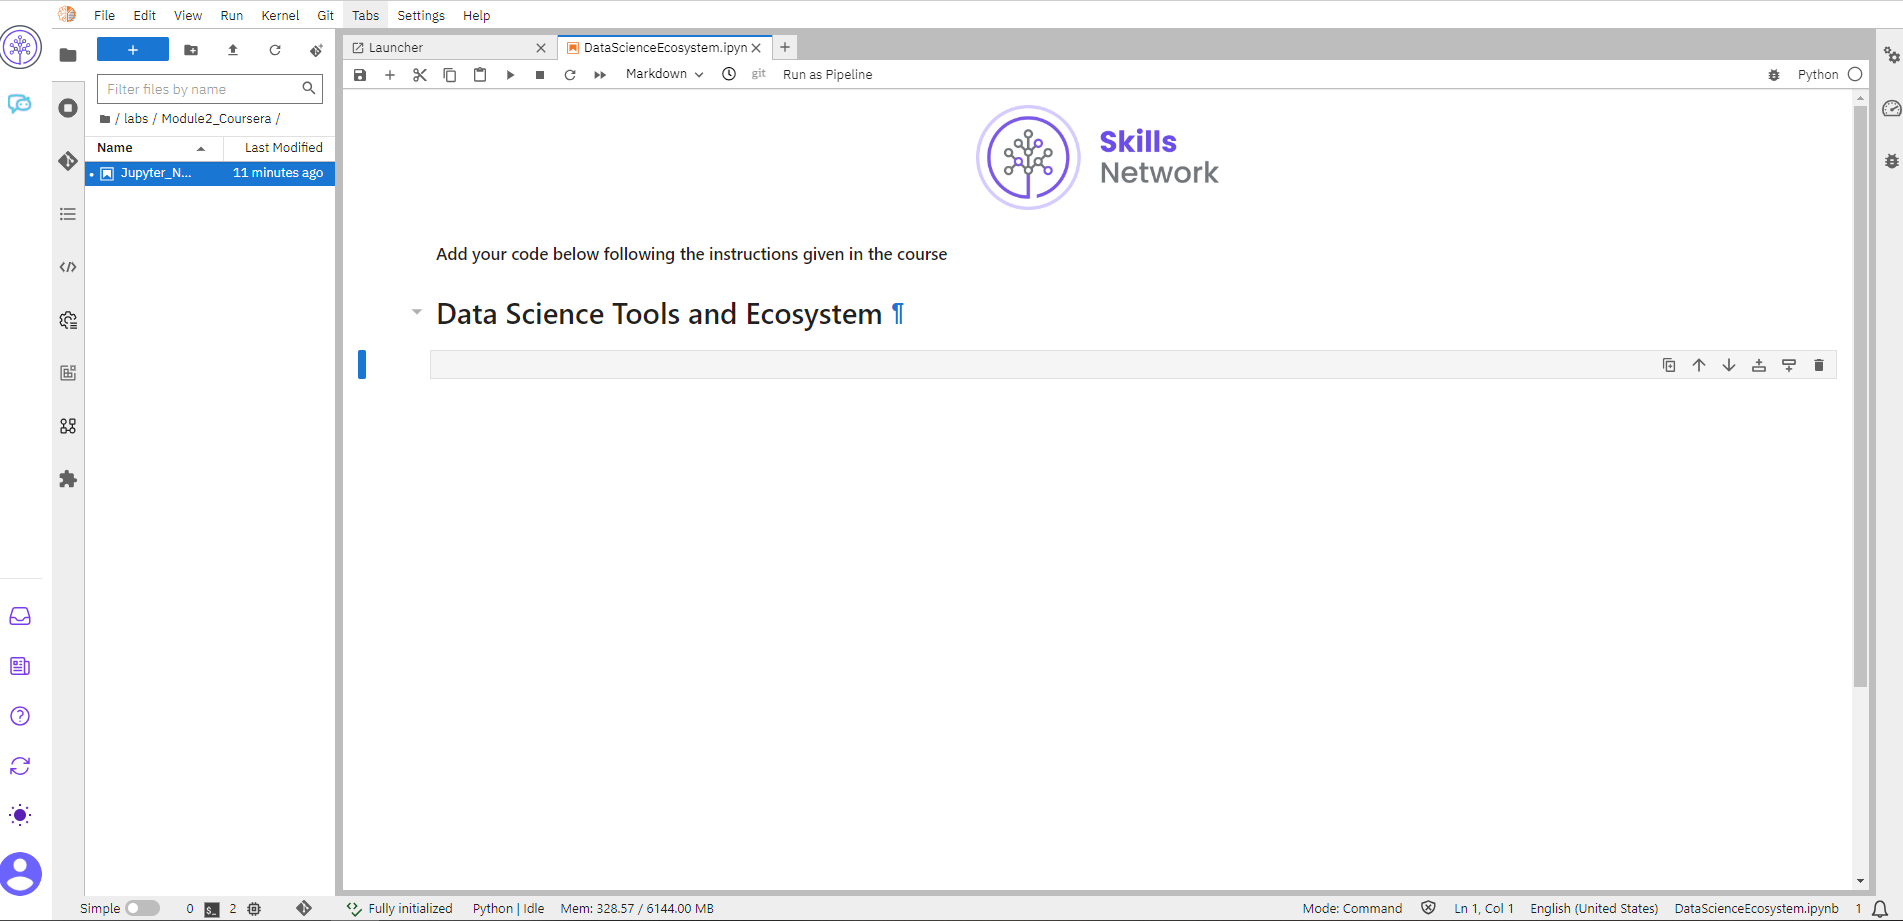 File Edit View Run Kernel Git Tabs Settings Help
Filter files by name
/ labs / Module2_Coursera /
Name Last Modified
Jupyter_N... 11 minutes ago
Launcher
DataScienceEcosystem.ipyn
Markdown git Run as Pipeline
Python
Skills
Network
Add your code below following the instructions given in the course
Data Science Tools and Ecosystem ¶
Simple 0 $_ 2 Fully initialized Python | Idle Mem: 328.57 / 6144.00 MB Mode: Command Ln 1, Col 1 English (United States) DataScienceEcosystem.ipynb 1